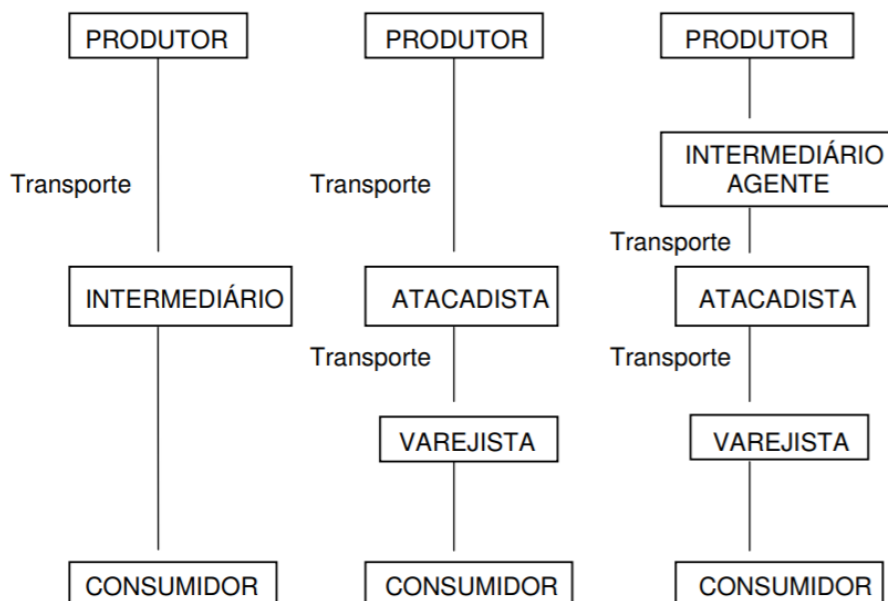 PRODUTOR
PRODUTOR
PRODUTOR
INTERMEDIÁRIO
AGENTE
Transporte
Transporte
Transporte
INTERMEDIÁRIO
ATACADISTA
ATACADISTA
Transporte
Transporte
VAREJISTA
VAREJISTA
CONSUMIDOR
CONSUMIDOR
CONSUMIDOR